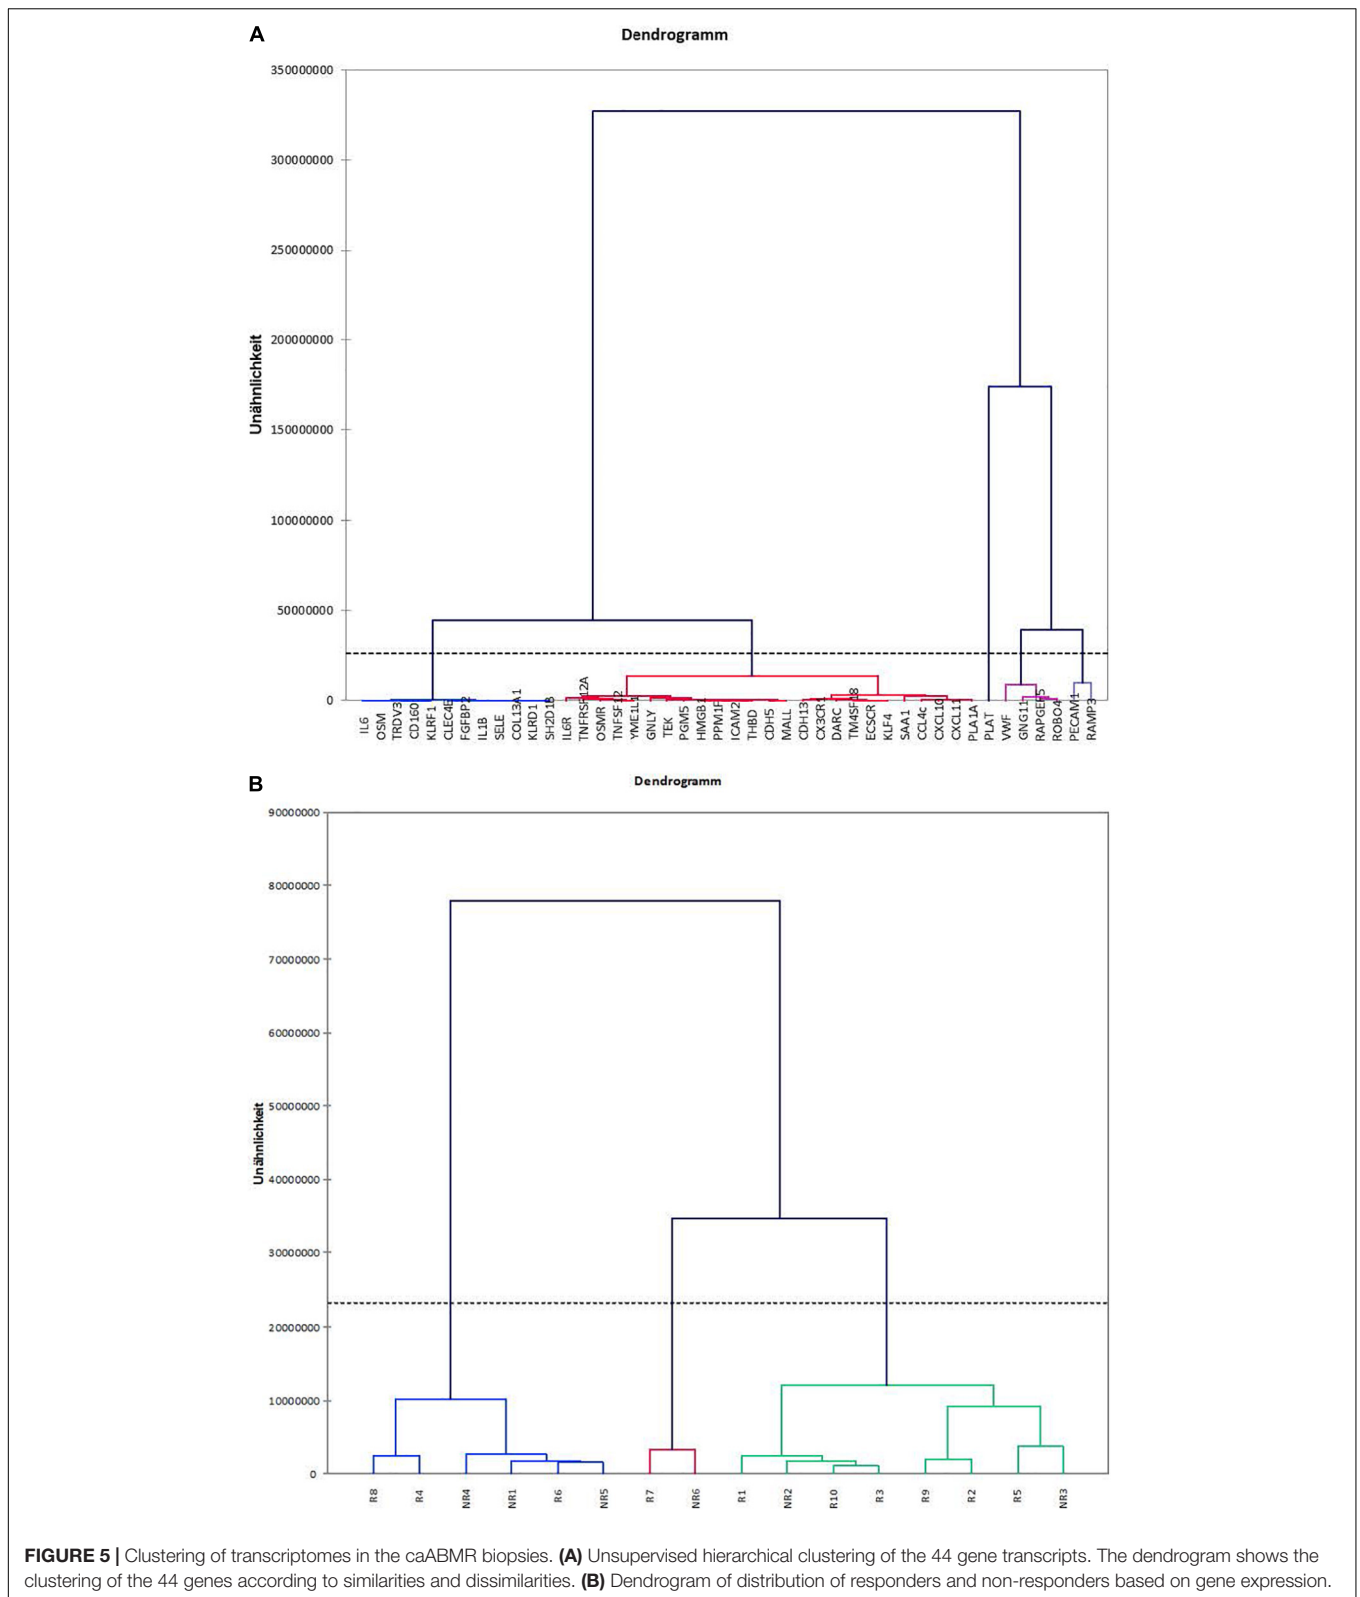 A
Dendrogramm
350000000
300000000
250000000
200000000
150000000
100000000
50000000
0
Unähnlichkeit
IL6
OSM
TRDV3
CD160
KLRF1
CLEC4E
FGFBP2
IL1B
SELE
COL13A1
KLRD1
SH2D1B
IL6R
TNFRSF12A
OSMR
TNFSF12
YME1L1
GNLY
TEK
PGM5
HMGB1
PPM1F
ICAM2
THBD
CDH5
MALL
CDH13
CX3CR1
DARC
TM4SF18
ECSCR
KLF4
SAA1
CCL4c
CXCL10
CXCL11
PLA1A
PLAT
VWF
GNG11
RAPGEF5
ROBO4
PECAM1
RAMP3
B
Dendrogramm
90000000
80000000
70000000
60000000
50000000
40000000
30000000
20000000
10000000
0
Unähnlichkeit
R8
R4
NR4
NR1
R6
NR5
R7
NR6
R1
NR2
R10
R3
R9
R2
R5
NR3
FIGURE 5 | Clustering of transcriptomes in the caABMR biopsies. (A) Unsupervised hierarchical clustering of the 44 gene transcripts. The dendrogram shows the
clustering of the 44 genes according to similarities and dissimilarities. (B) Dendrogram of distribution of responders and non-responders based on gene expression.